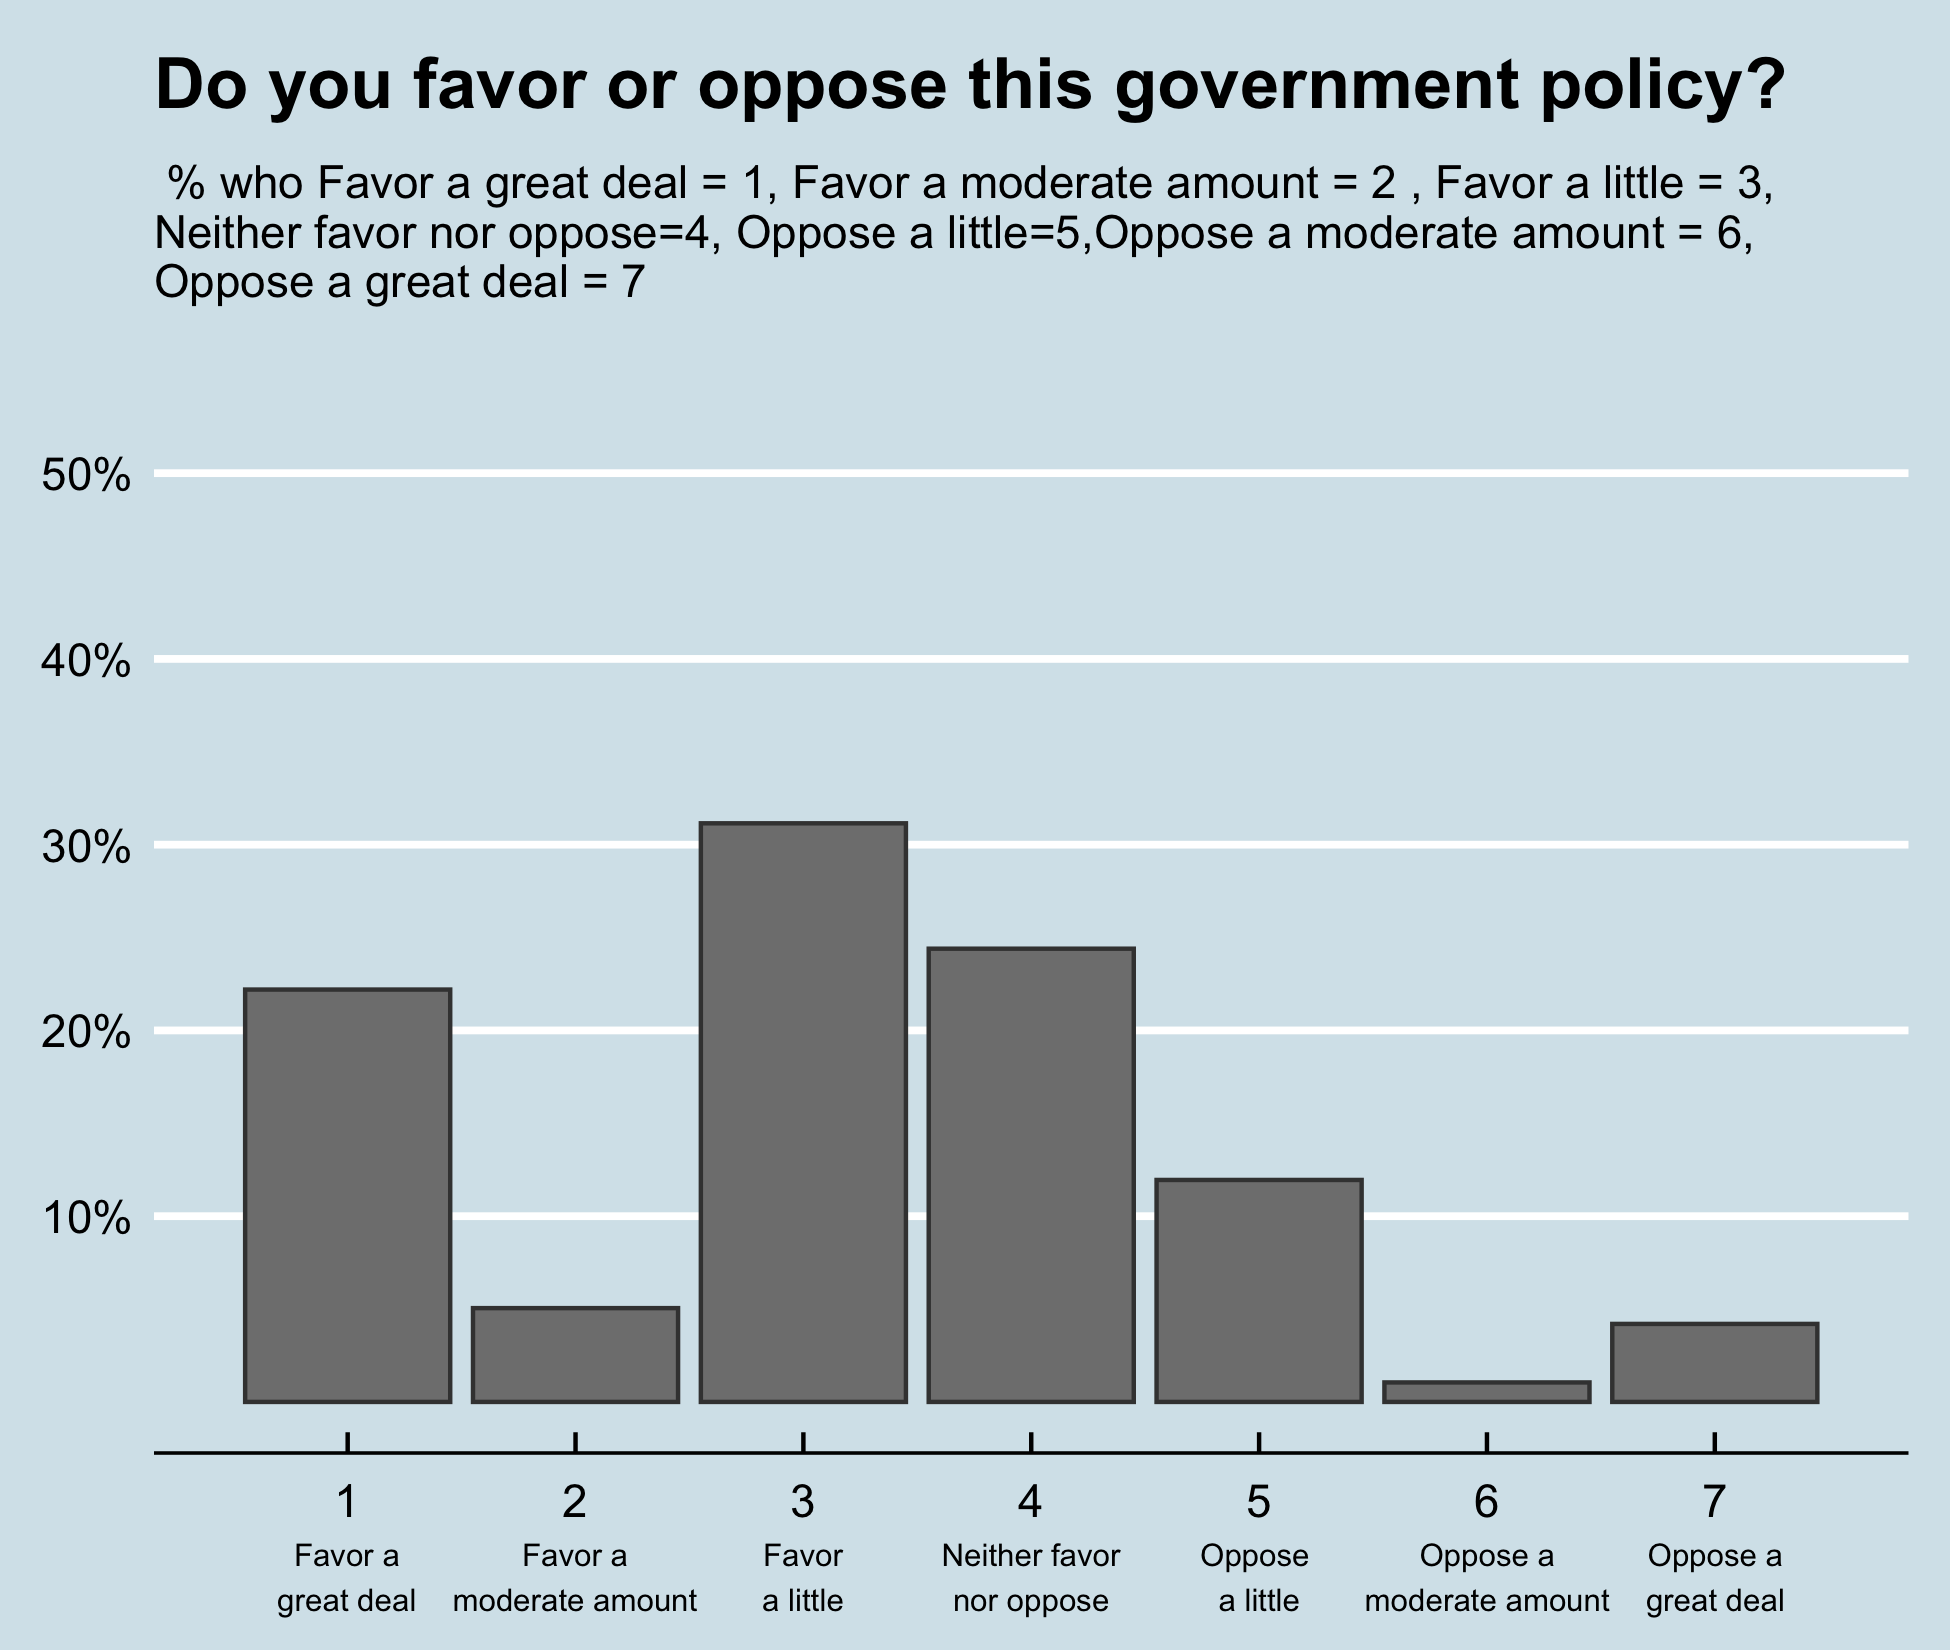 Do you favor or oppose this government policy?
% who Favor a great deal = 1, Favor a moderate amount = 2 , Favor a little = 3,
Neither favor nor oppose=4, Oppose a little=5,Oppose a moderate amount = 6,
Oppose a great deal = 7
50%
40%
30%
20%
10%
1 2 3 4 5 6 7
Favor a Favor a Favor Neither favor Oppose Oppose a Oppose a
great deal moderate amount a little nor oppose a little moderate amount great deal